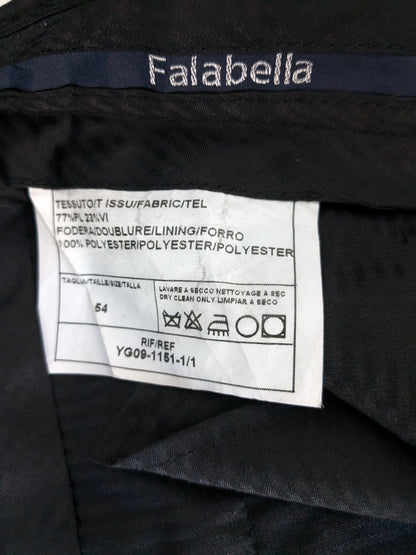 Falabella
TESSUTO/T ISSU/FABRIC/TEL
77%PL 23%VI
FODERA/DOUBLURE/LINING/FORRO
100% POLYESTER/POLYESTER/POLYESTER
TAGLIA/TAILLE/SIZE/TALLA
54
LAVARE A SECCO NETTOYAGE A SEC
DRY CLEAN ONLY LIMPIAR A SECO
RIF/REF
YG09-1151-1/1